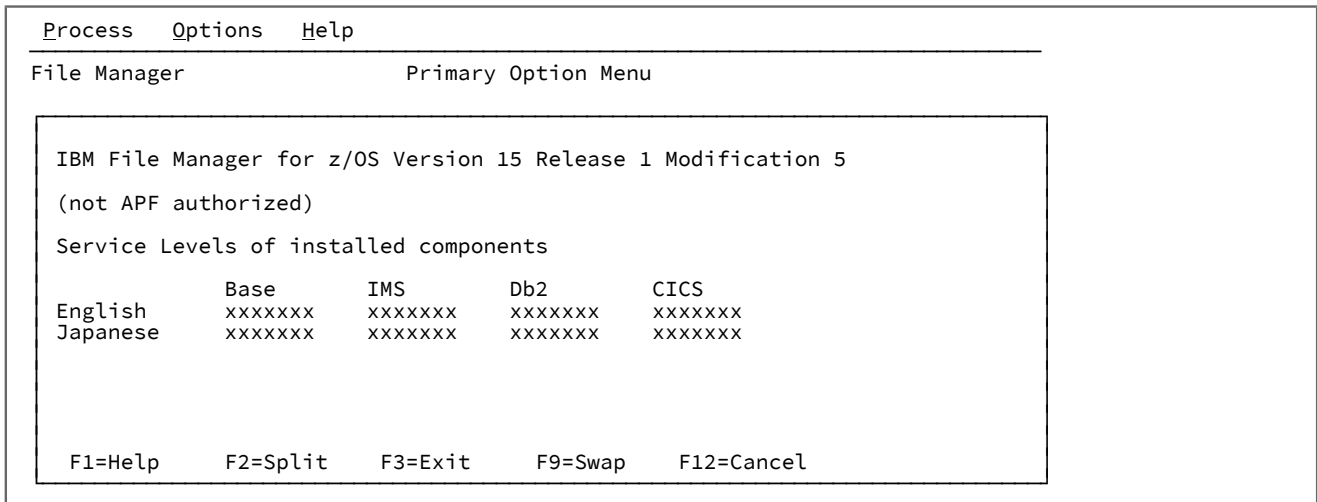 Process   Options   Help
File Manager                 Primary Option Menu
IBM File Manager for z/OS Version 15 Release 1 Modification 5
(not APF authorized)
Service Levels of installed components
             Base       IMS        Db2        CICS
English      xxxxxxx    xxxxxxx    xxxxxxx    xxxxxxx
Japanese     xxxxxxx    xxxxxxx    xxxxxxx    xxxxxxx
F1=Help     F2=Split    F3=Exit     F9=Swap    F12=Cancel